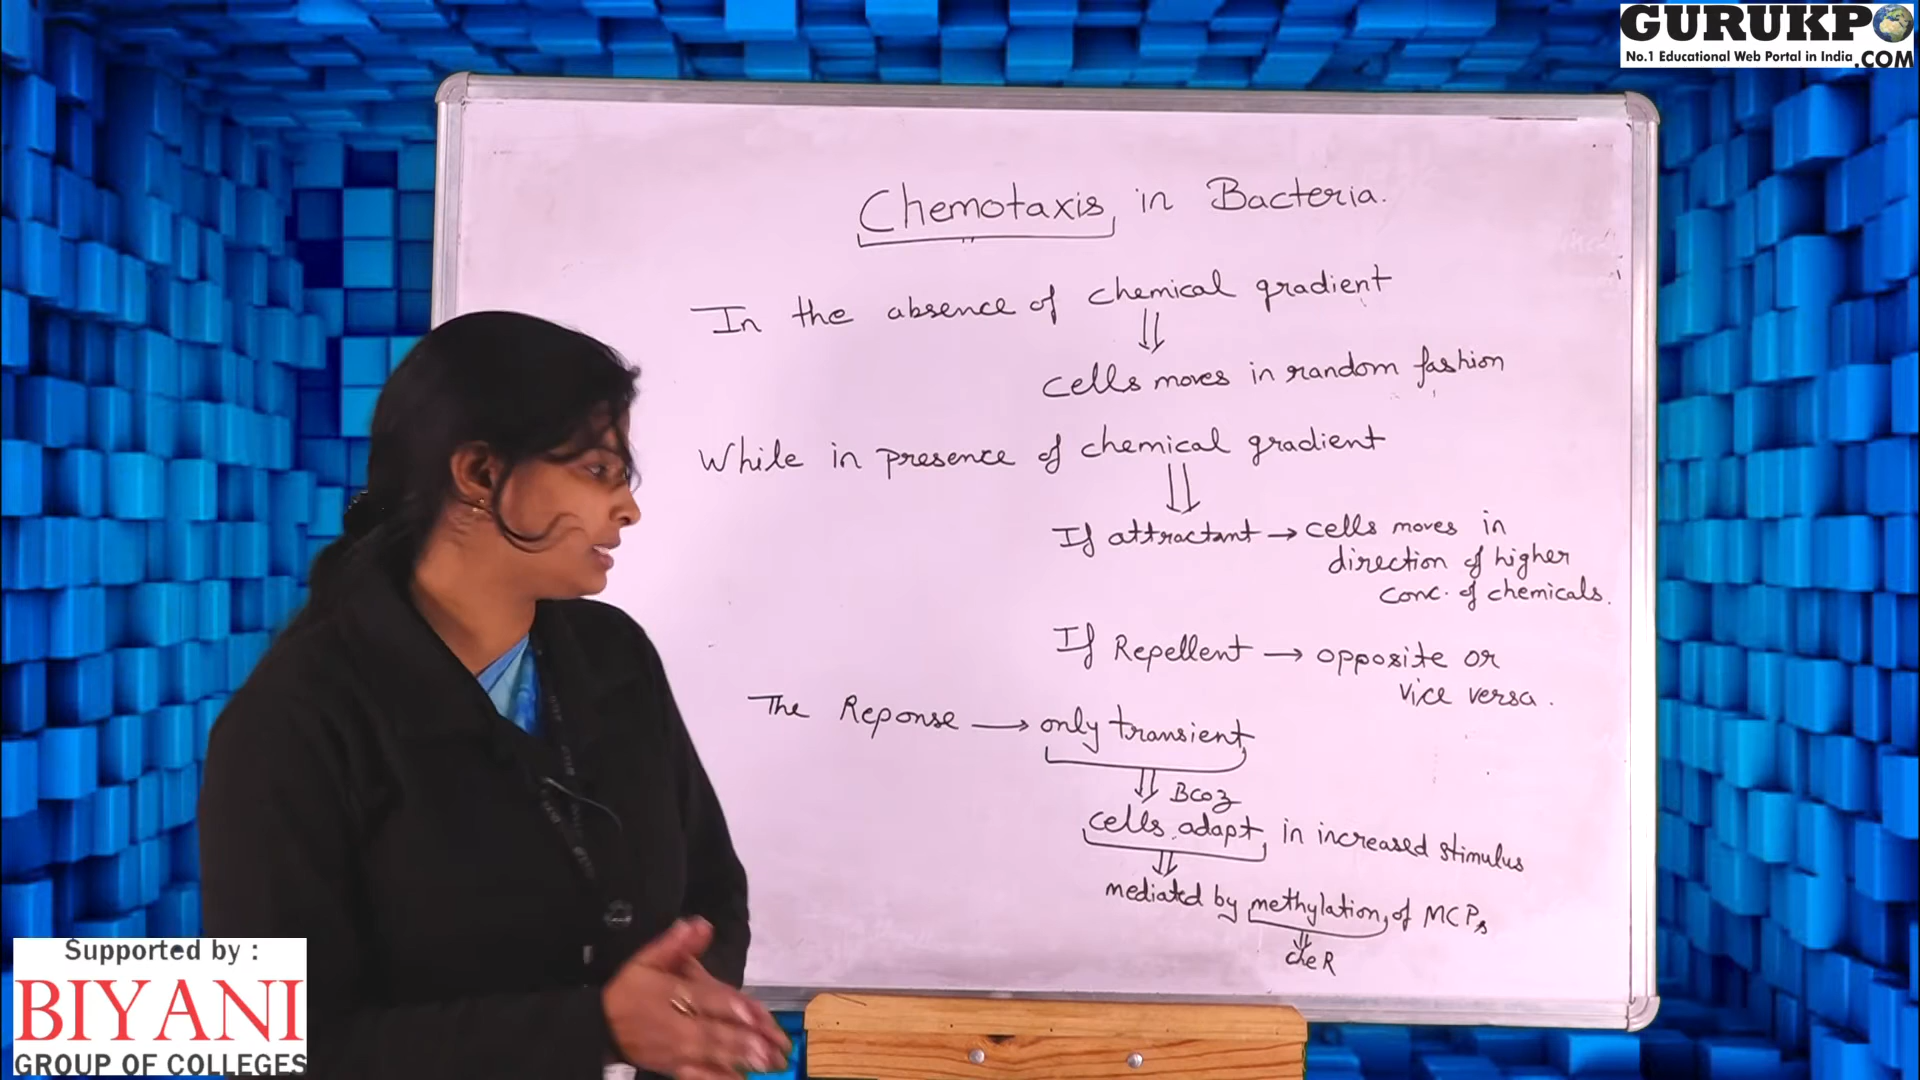 GURUKPO
No.1 Educational Web Portal in India
.COM
Chemotaxis in Bacteria.
In the absence of chemical gradient
cells moves in random fashion
While in presence of chemical gradient
If attractant → cells moves in
direction of higher
conc. of chemicals.
If Repellent → opposite or
vice versa.
The Reponse → only transient
Bcoz
cells adapt in increased stimulus
mediated by methylation of MCPs
cheR
Supported by :
BIYANI
GROUP OF COLLEGES